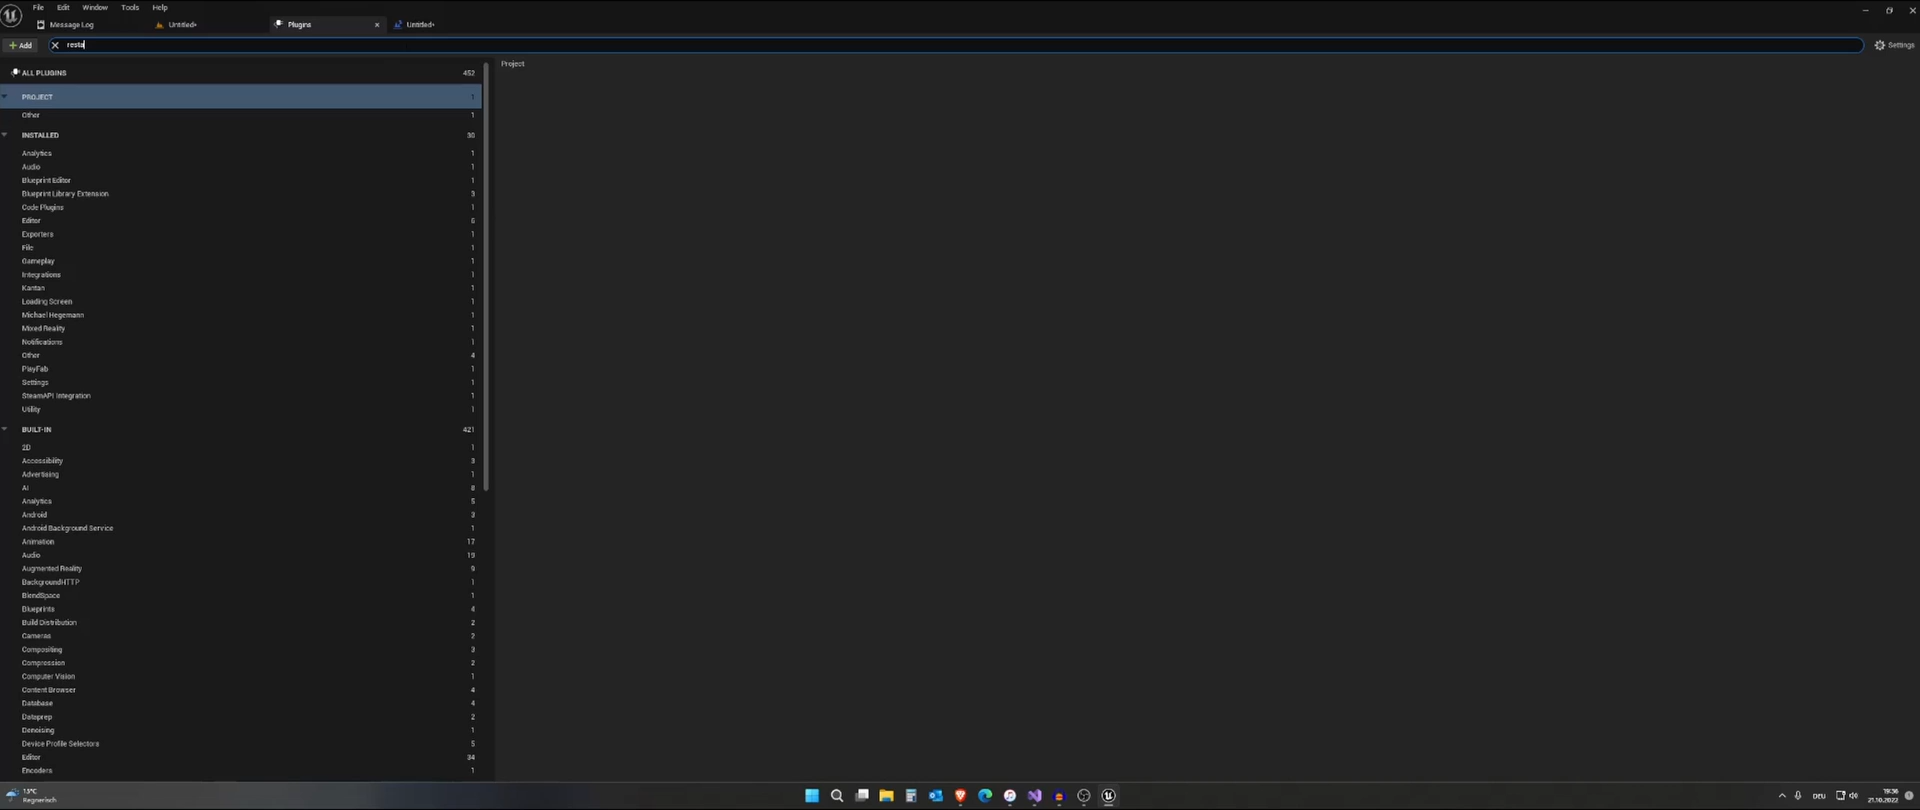 File Edit Window Tools Help
Message Log Untitled• Plugins Untitled•
Add resta Settings
ALL PLUGINS 452
Project
PROJECT 1
Other 1
INSTALLED 30
Analytics 1
Audio 1
Blueprint Editor 1
Blueprint Library Extension 3
Code Plugins 1
Editor 6
Exporters 1
File 1
Gameplay 1
Integrations 1
Kantan 1
Loading Screen 1
Michael Hegemann 1
Mixed Reality 1
Notifications 1
Other 4
PlayFab 1
Settings 1
SteamAPI Integration 1
Utility 1
BUILT-IN 421
2D 1
Accessibility 3
Advertising 1
AI 8
Analytics 5
Android 3
Android Background Service 1
Animation 17
Audio 19
Augmented Reality 9
BackgroundHTTP 1
BlendSpace 1
Blueprints 4
Build Distribution 2
Cameras 2
Compositing 3
Compression 2
Computer Vision 1
Content Browser 4
Database 4
Dataprep 2
Denoising 1
Device Profile Selectors 5
Editor 34
Encoders 1
13°C
Regnerisch
DEU
19:36
21.10.2022